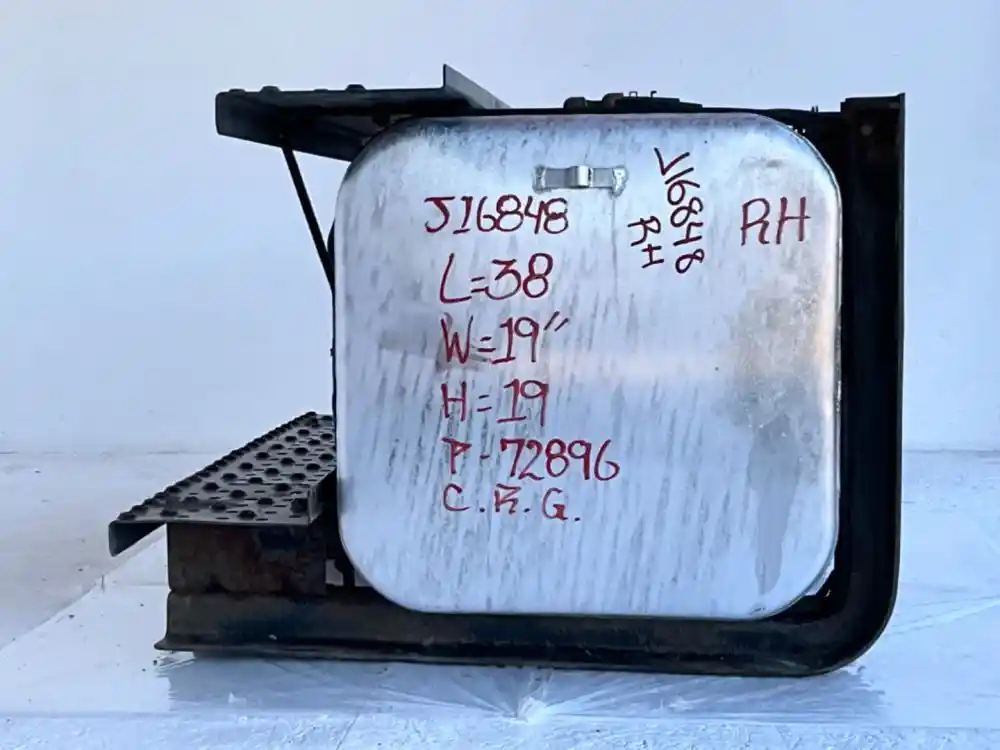 J16848
L=38
W=19"
H=19
P-72896
C.R.G.
J16848
RH
RH